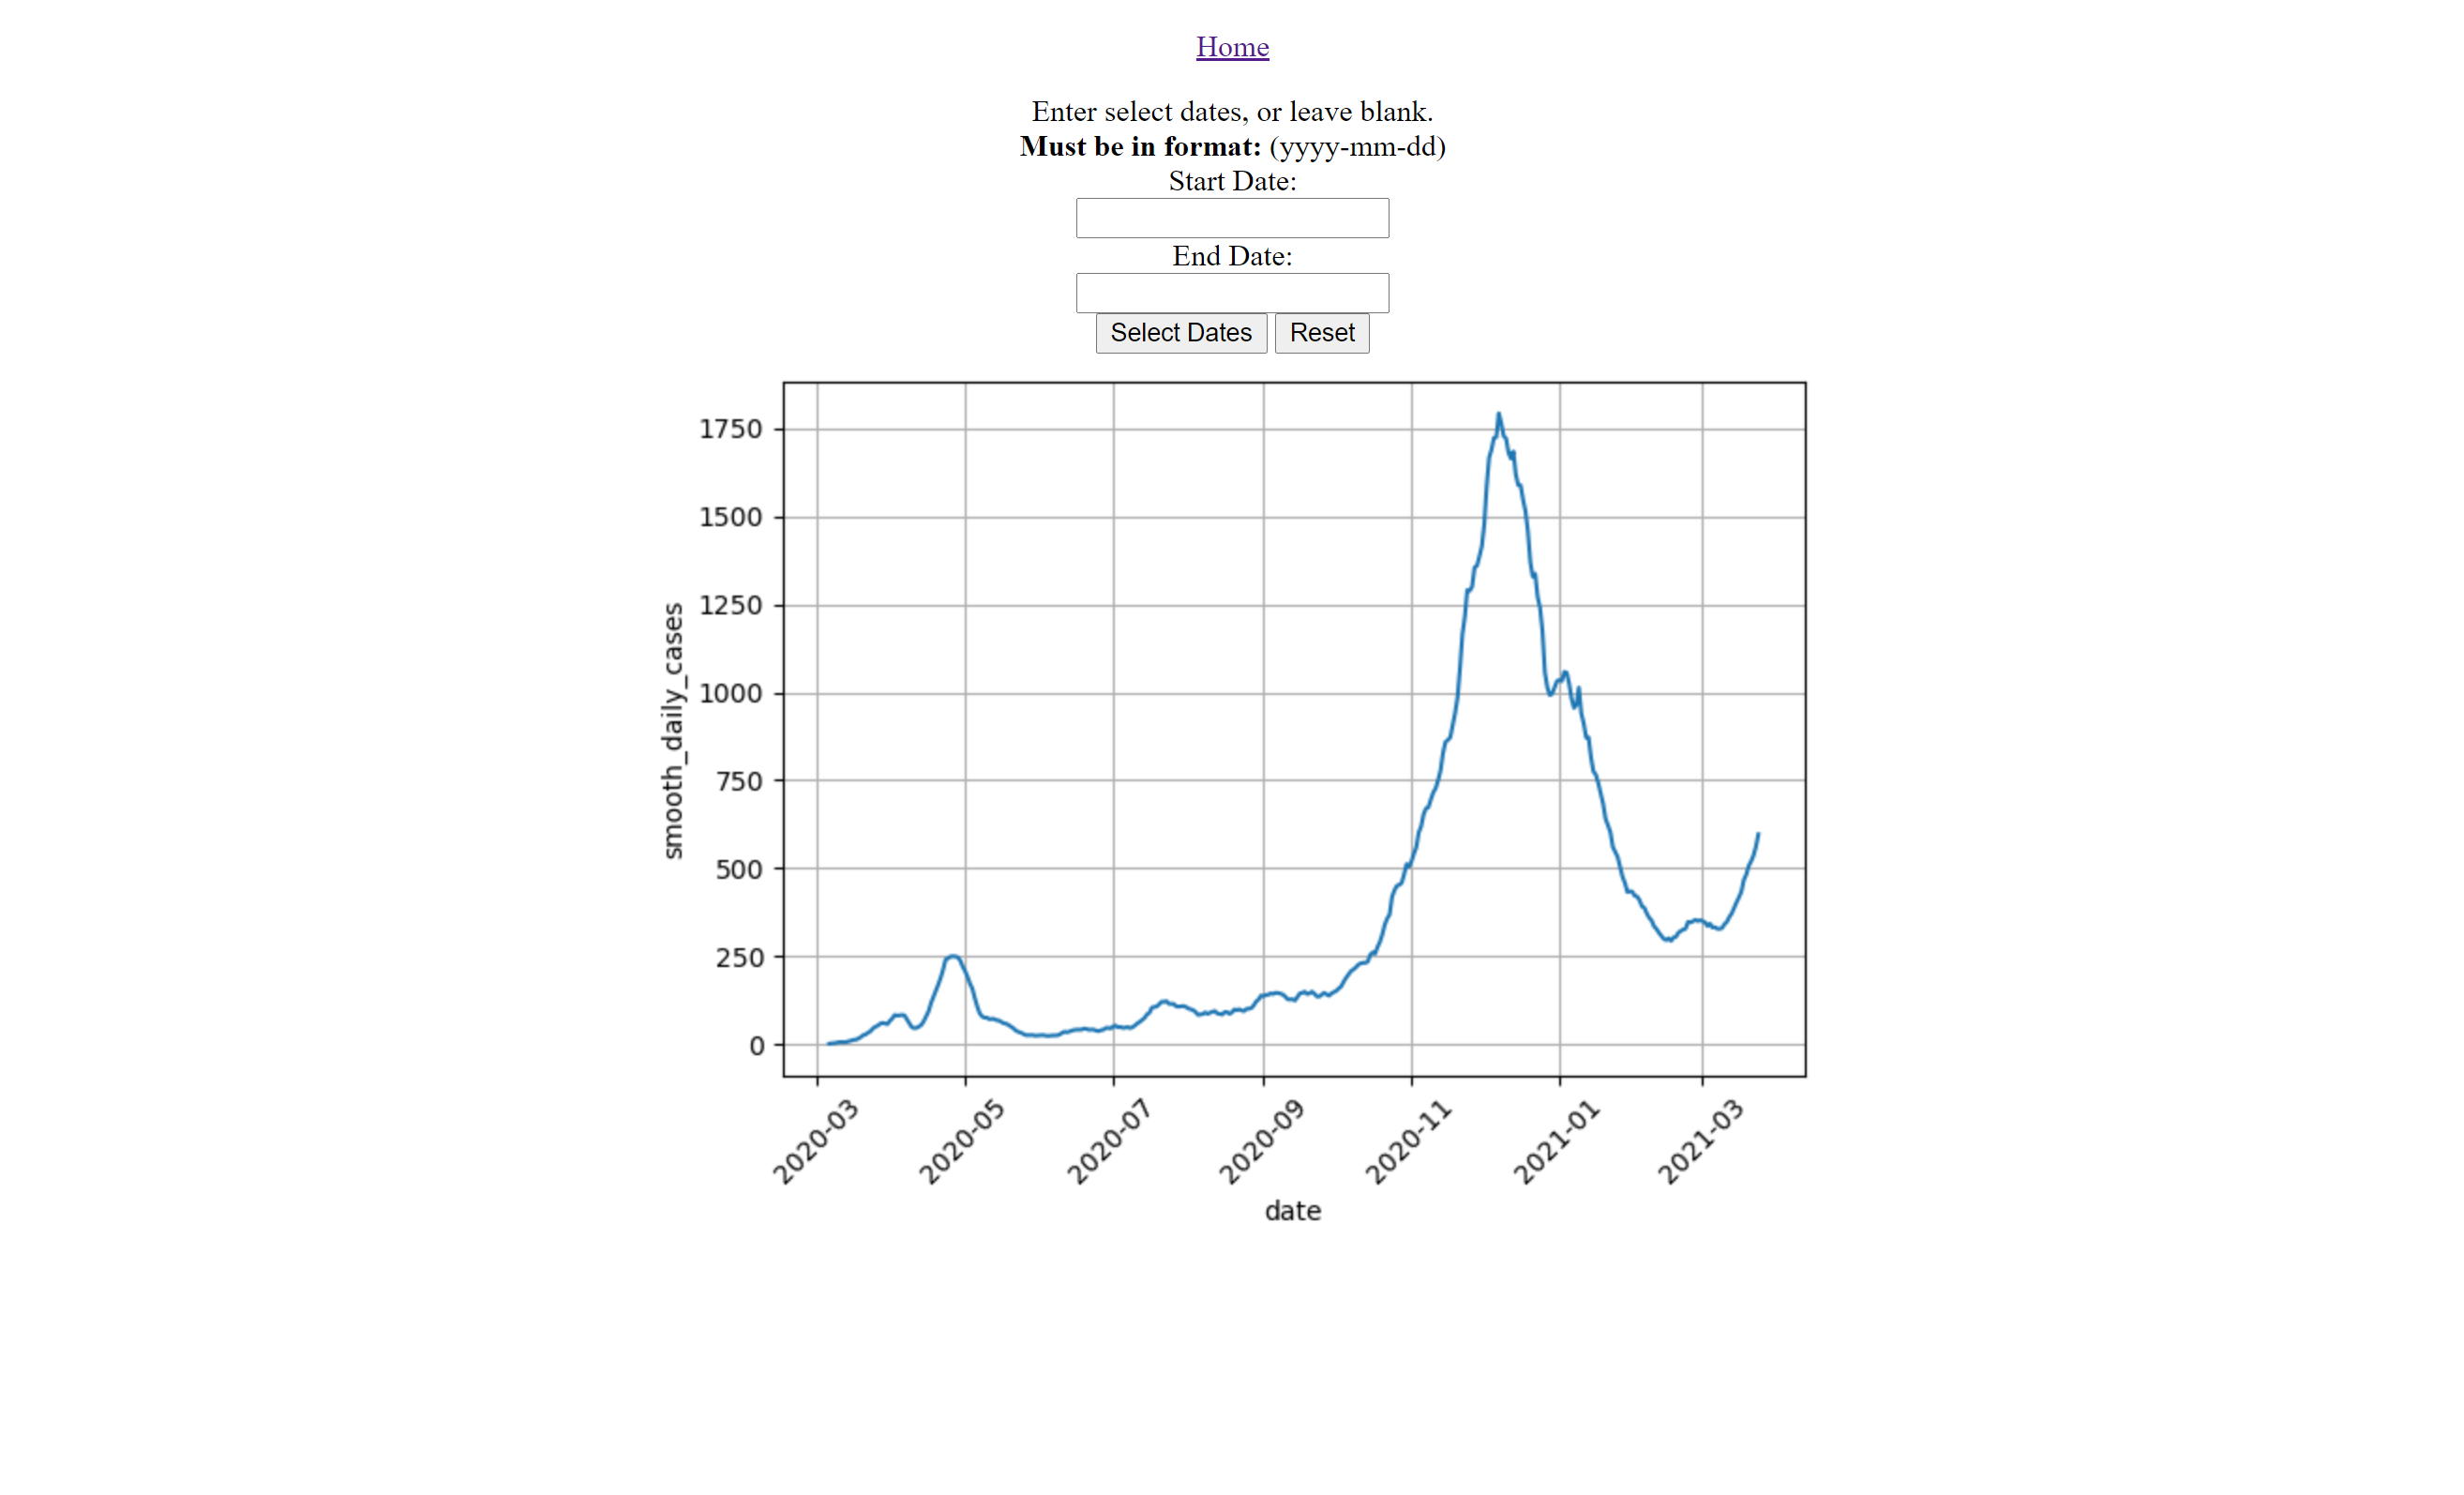 Home
Enter select dates, or leave blank.
Must be in format: (yyyy-mm-dd)
Start Date:
End Date:
Select Dates Reset
1750
1500
1250
1000
750
500
250
0
smooth_daily_cases
2020-03 2020-05 2020-07 2020-09 2020-11 2021-01 2021-03
date